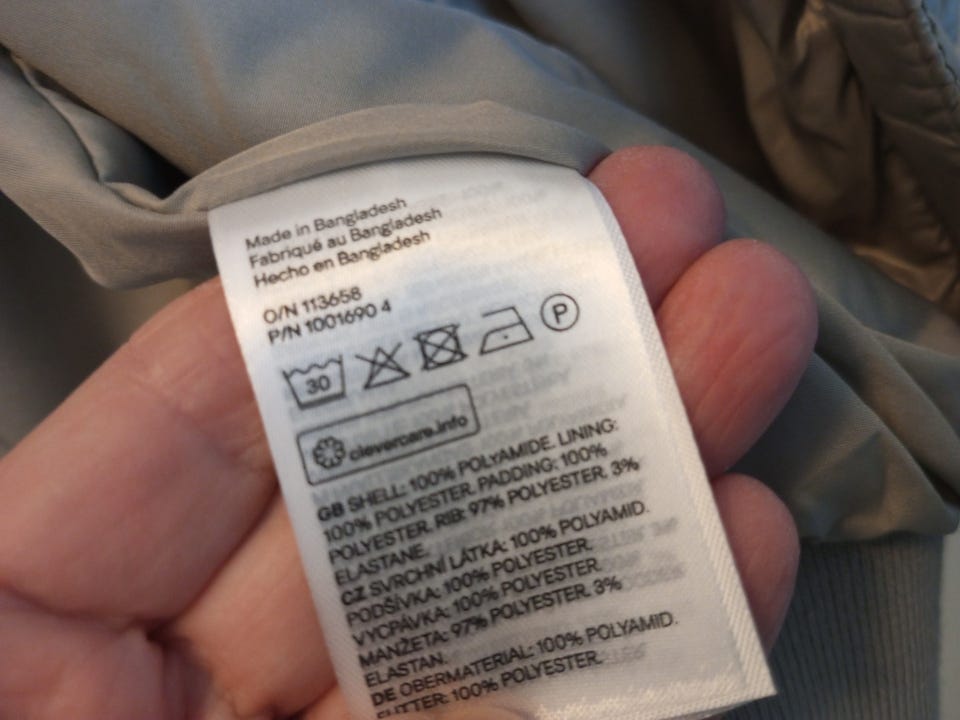 Made in Bangladesh
Fabriqué au Bangladesh
Hecho en Bangladesh
O/N 113658
P/N 1001690 4
30
P
clevercare.info
GB SHELL: 100% POLYAMIDE. LINING:
100% POLYESTER. PADDING: 100%
POLYESTER. RIB: 97% POLYESTER. 3%
ELASTANE.
CZ SVRCHNÍ LÁTKA: 100% POLYAMID.
PODŠÍVKA: 100% POLYESTER.
VÝCPÁVKA: 100% POLYESTER.
MANŽETA: 97% POLYESTER. 3%
ELASTAN.
DE OBERMATERIAL: 100% POLYAMID.
FUTTER: 100% POLYESTER.